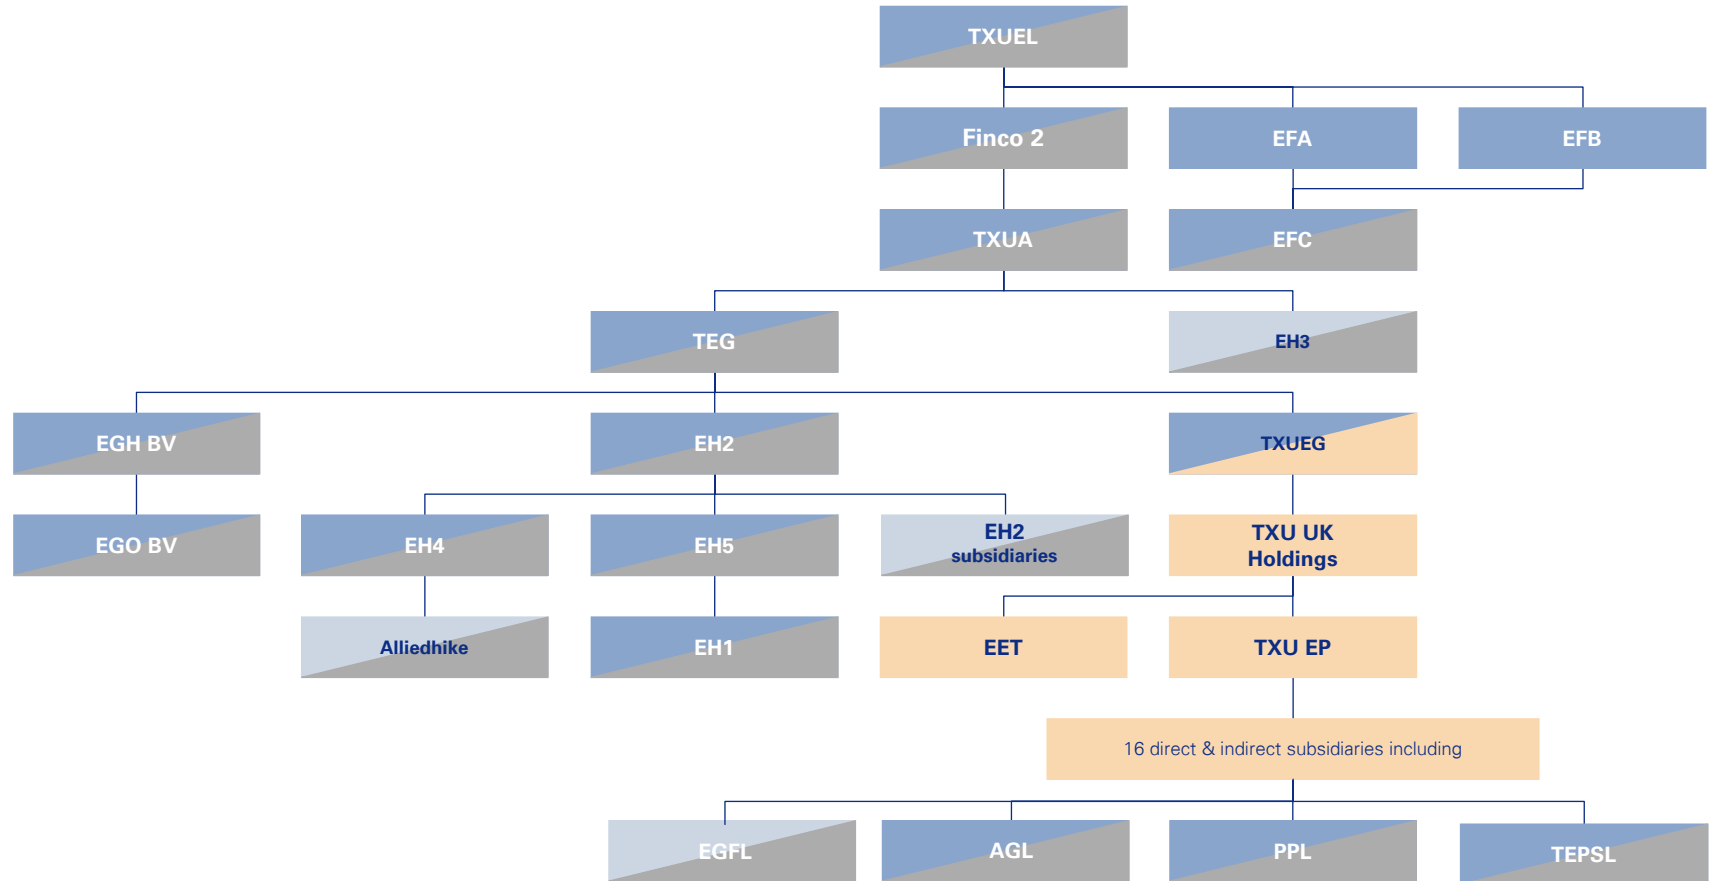 TXUEL
Finco 2
EFA
EFB
TXUA
EFC
TEG
EH3
EGH BV
EH2
TXUEG
EGO BV
EH4
EH5
EH2
subsidiaries
TXU UK
Holdings
Alliedhike
EH1
EET
TXU EP
16 direct & indirect subsidiaries including
EGFL
AGL
PPL
TEPSL